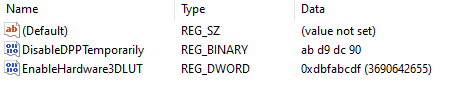 Name Type Data
(Default) REG_SZ (value not set)
DisableDPPTemporarily REG_BINARY ab d9 dc 90
EnableHardware3DLUT REG_DWORD 0xdbfabcdf (3690642655)